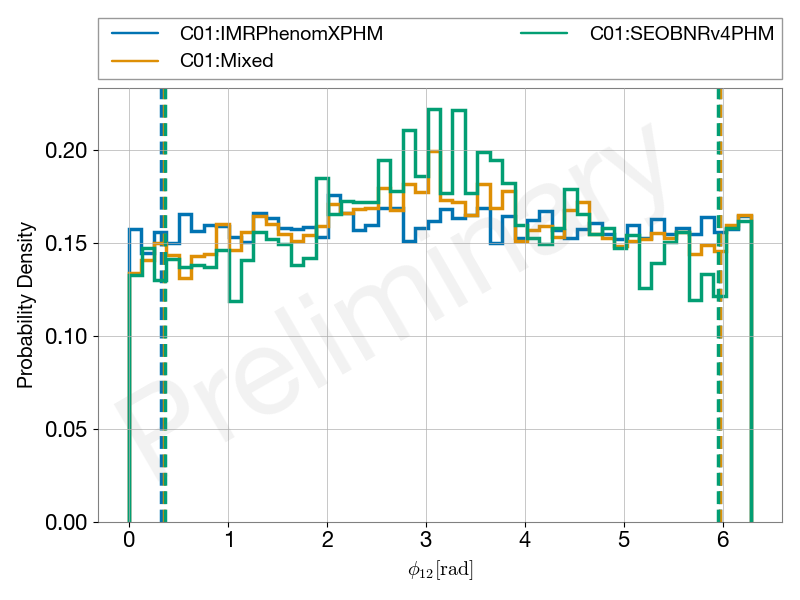 C01:IMRPhenomXPHM
C01:Mixed
C01:SEOBNRv4PHM
Preliminary
Probability Density
0.20
0.15
0.10
0.05
0.00
0 1 2 3 4 5 6
ϕ₁₂[rad]